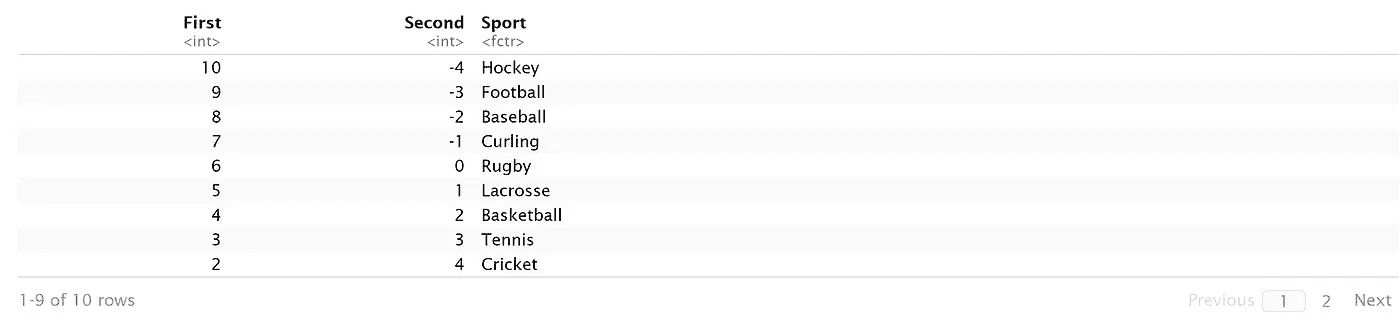 First Second Sport
<int> <int> <fctr>
10 -4 Hockey
9 -3 Football
8 -2 Baseball
7 -1 Curling
6 0 Rugby
5 1 Lacrosse
4 2 Basketball
3 3 Tennis
2 4 Cricket
1-9 of 10 rows Previous 1 2 Next